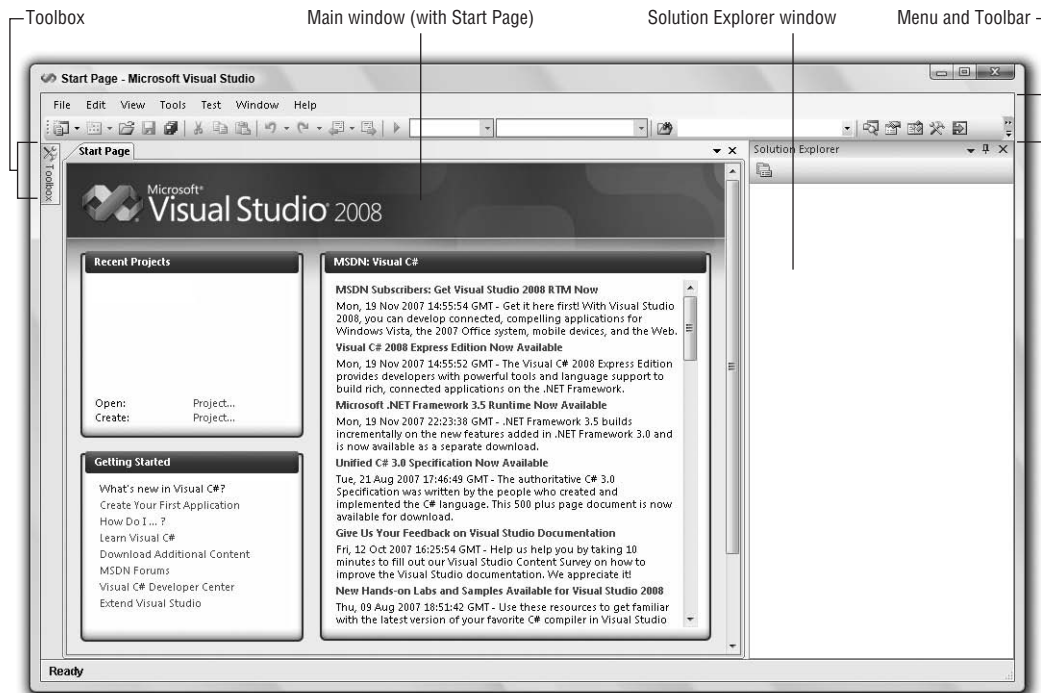 Toolbox
Main window (with Start Page)
Solution Explorer window
Menu and Toolbar
Start Page - Microsoft Visual Studio
File Edit View Tools Test Window Help
Toolbox
Start Page
Solution Explorer
Microsoft®
Visual Studio® 2008
Recent Projects
Open: Project...
Create: Project...
Getting Started
What's new in Visual C#?
Create Your First Application
How Do I ... ?
Learn Visual C#
Download Additional Content
MSDN Forums
Visual C# Developer Center
Extend Visual Studio
MSDN: Visual C#
MSDN Subscribers: Get Visual Studio 2008 RTM Now
Mon, 19 Nov 2007 14:55:54 GMT - Get it here first! With Visual Studio
2008, you can develop connected, compelling applications for
Windows Vista, the 2007 Office system, mobile devices, and the Web.
Visual C# 2008 Express Edition Now Available
Mon, 19 Nov 2007 14:55:52 GMT - The Visual C# 2008 Express Edition
provides developers with powerful tools and language support to
build rich, connected applications on the .NET Framework.
Microsoft .NET Framework 3.5 Runtime Now Available
Mon, 19 Nov 2007 22:23:38 GMT - .NET Framework 3.5 builds
incrementally on the new features added in .NET Framework 3.0 and
is now available as a separate download.
Unified C# 3.0 Specification Now Available
Tue, 21 Aug 2007 17:46:49 GMT - The authoritative C# 3.0
Specification was written by the people who created and
implemented the C# language. This 500 plus page document is now
available for download.
Give Us Your Feedback on Visual Studio Documentation
Fri, 12 Oct 2007 16:25:54 GMT - Help us help you by taking 10
minutes to fill out our Visual Studio Content Survey on how to
improve the Visual Studio documentation. We appreciate it!
New Hands-on Labs and Samples Available for Visual Studio 2008
Thu, 09 Aug 2007 18:51:42 GMT - Use these resources to get familiar
with the latest version of your favorite C# compiler in Visual Studio
Ready